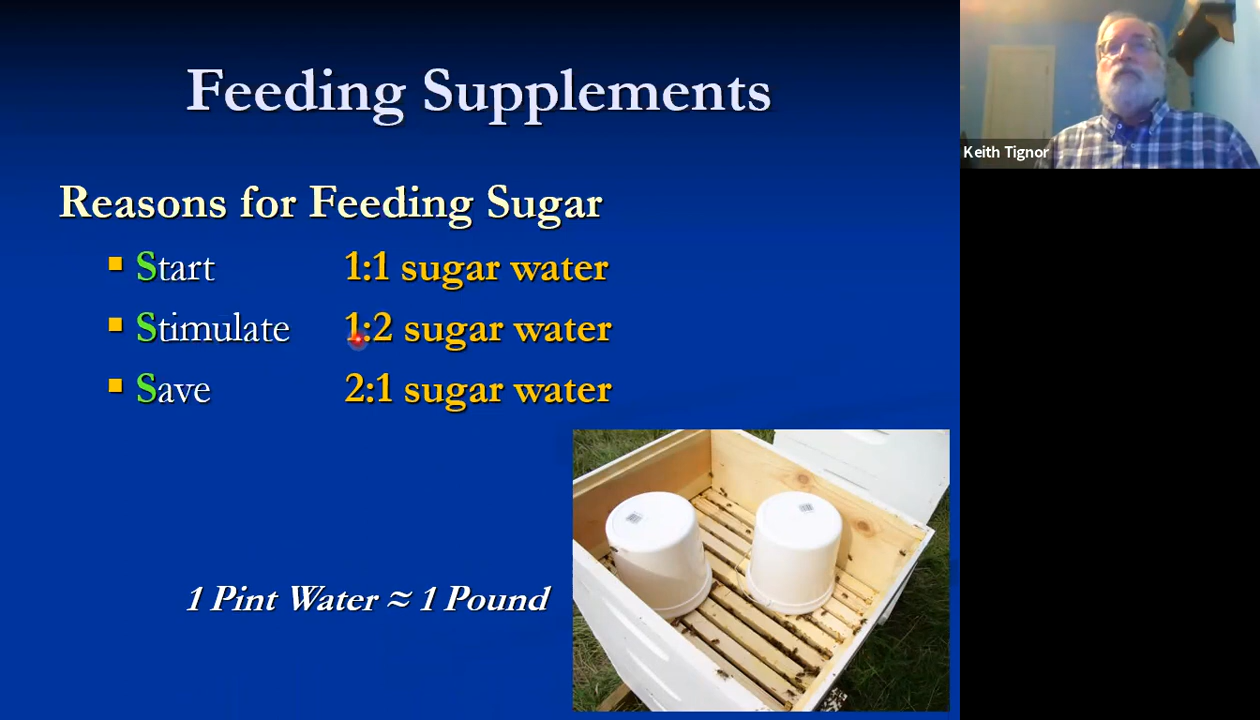 Feeding Supplements
Reasons for Feeding Sugar
Start 1:1 sugar water
Stimulate 1:2 sugar water
Save 2:1 sugar water
1 Pint Water ≈ 1 Pound
Keith Tignor